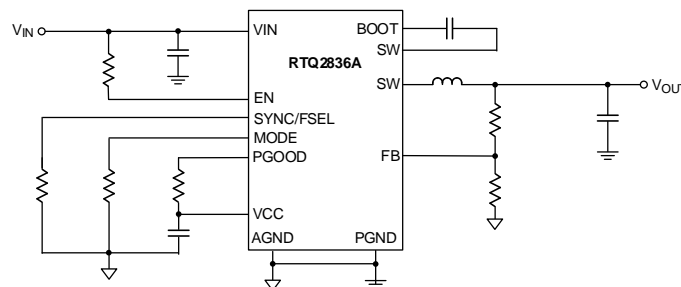 VIN
VIN
BOOT
SW
RTQ2836A
SW
VOUT
EN
SYNC/FSEL
MODE
PGOOD
FB
VCC
AGND
PGND